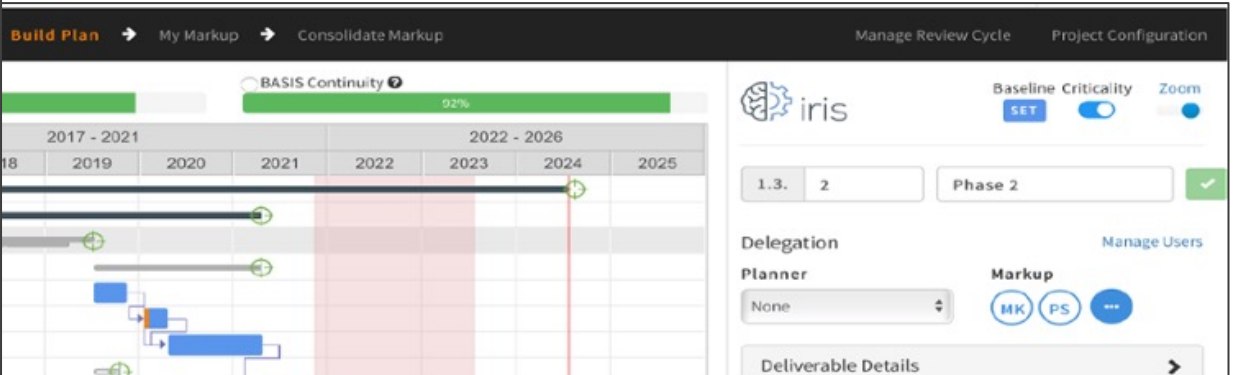 Build Plan My Markup Consolidate Markup Manage Review Cycle Project Configuration
BASIS Continuity
92%
2017 - 2021 2022 - 2026
18 2019 2020 2021 2022 2023 2024 2025
iris
Baseline Criticality Zoom
SET
1.3. 2 Phase 2
Delegation Manage Users
Planner Markup
None MK PS
Deliverable Details